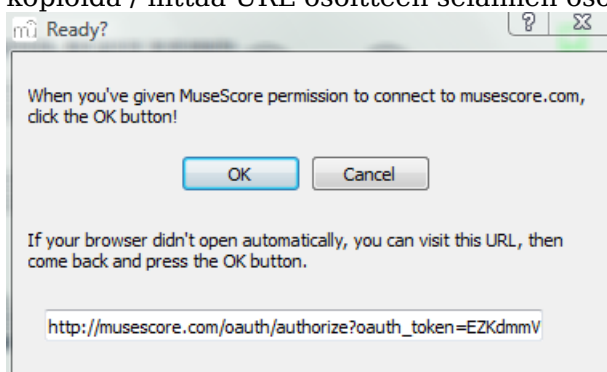 kopioida / liittää URL osoitteen selaimen
Ready?
When you've given MuseScore permission to connect to musescore.com,
click the OK button!
OK Cancel
If your browser didn't open automatically, you can visit this URL, then
come back and press the OK button.
http://musescore.com/oauth/authorize?oauth_token=EZKdmmV